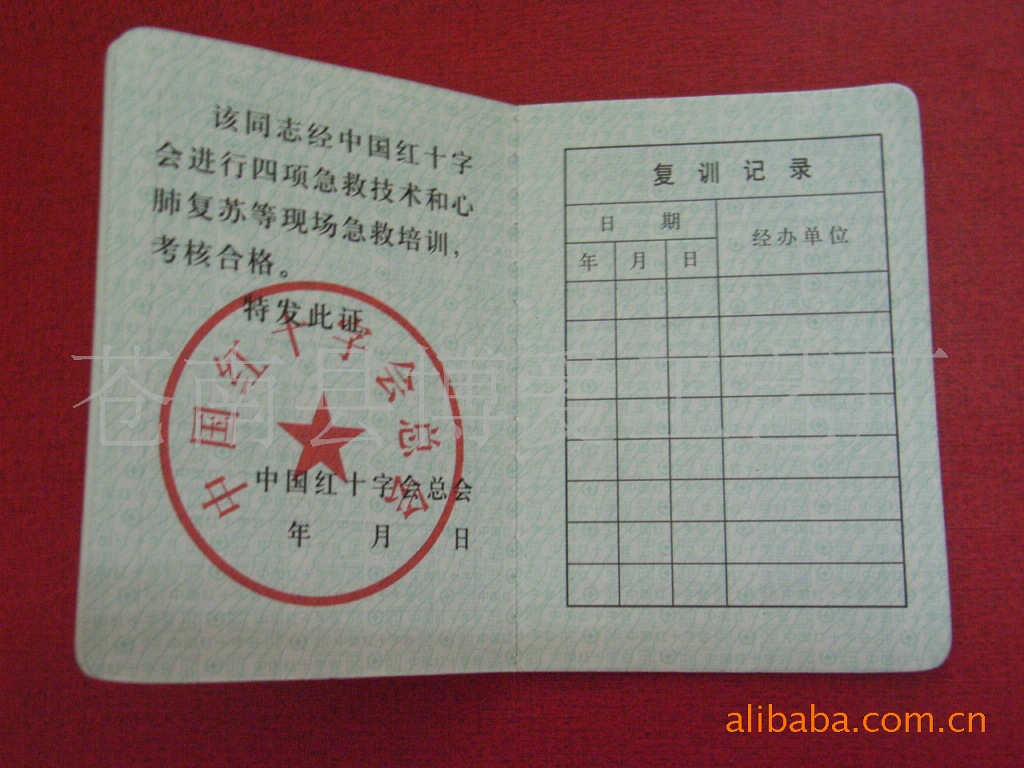 该同志经中国红十字
会进行四项急救技术和心
肺复苏等现场急救培训,
考核合格。
特发此证
中国红十字会总会
中国红十字会总会
年 月 日
复训记录
日 期
经办单位
年 月 日
苍南县博爱工艺厂
alibaba.com.cn